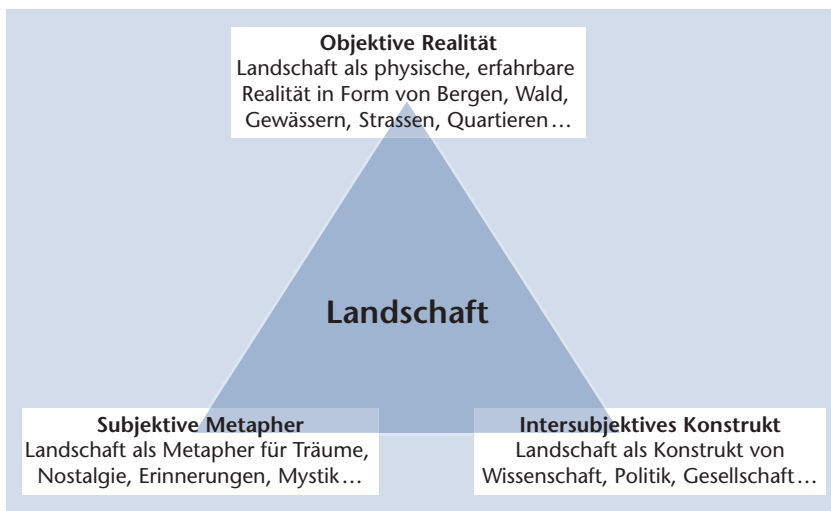 Objektive Realität
Landschaft als physische, erfahrbare
Realität in Form von Bergen, Wald,
Gewässern, Strassen, Quartieren…
Landschaft
Subjektive Metapher
Landschaft als Metapher für Träume,
Nostalgie, Erinnerungen, Mystik…
Intersubjektives Konstrukt
Landschaft als Konstrukt von
Wissenschaft, Politik, Gesellschaft…